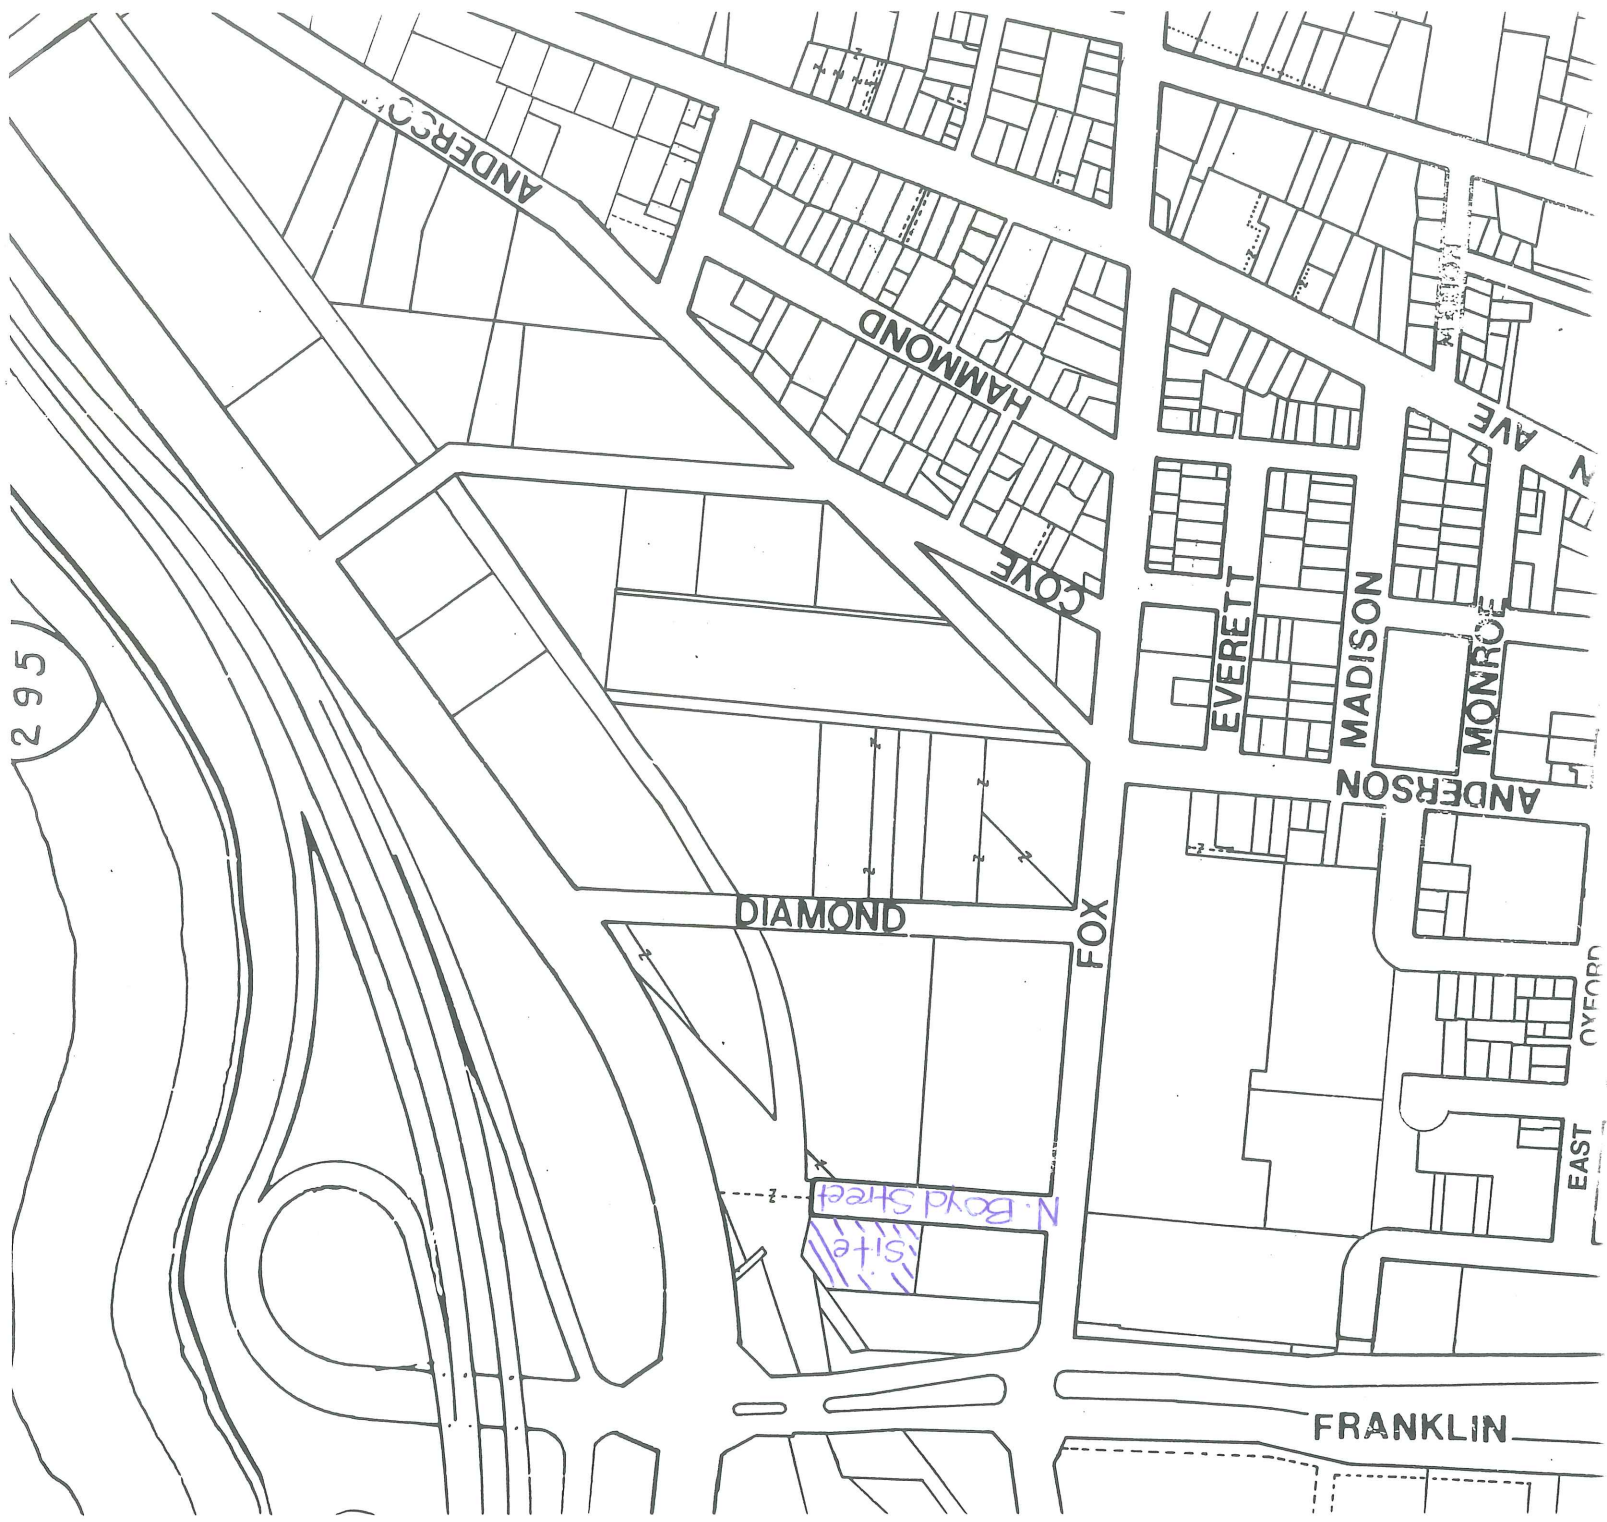 ANDERSON
HAMMOND
AVE
N
COVE
EVERETT
MADISON
MONROE
295
ANDERSON
DIAMOND
FOX
OXFORD
EAST
N. Boyd Street
Site
FRANKLIN